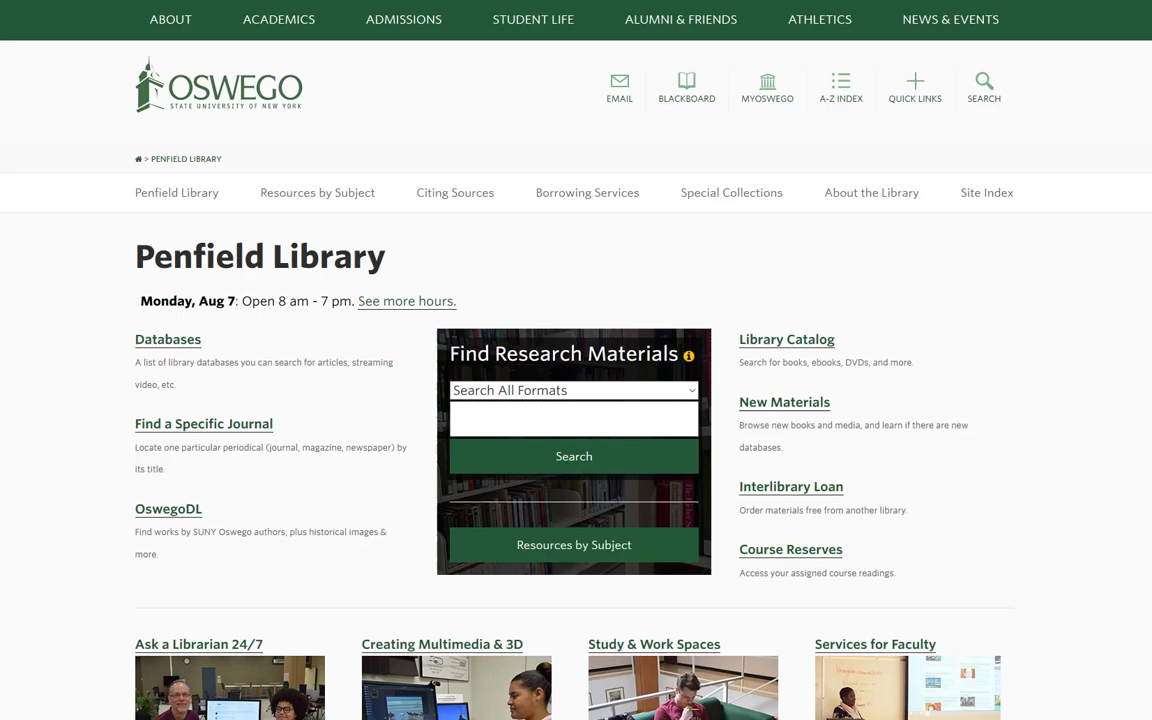 ABOUT
ACADEMICS
ADMISSIONS
STUDENT LIFE
ALUMNI & FRIENDS
ATHLETICS
NEWS & EVENTS
OSWEGO
STATE UNIVERSITY OF NEW YORK
EMAIL
BLACKBOARD
MYOSWEGO
A-Z INDEX
QUICK LINKS
SEARCH
> PENFIELD LIBRARY
Penfield Library
Resources by Subject
Citing Sources
Borrowing Services
Special Collections
About the Library
Site Index
Penfield Library
Monday, Aug 7: Open 8 am - 7 pm. See more hours.
Databases
A list of library databases you can search for articles, streaming
video, etc.
Find a Specific Journal
Locate one particular periodical (journal, magazine, newspaper) by
its title.
OswegoDL
Find works by SUNY Oswego authors, plus historical images &
more.
Find Research Materials
Search All Formats
Search
Resources by Subject
Library Catalog
Search for books, ebooks, DVDs, and more.
New Materials
Browse new books and media, and learn if there are new
databases.
Interlibrary Loan
Order materials free from another library.
Course Reserves
Access your assigned course readings.
Ask a Librarian 24/7
Creating Multimedia & 3D
Study & Work Spaces
Services for Faculty